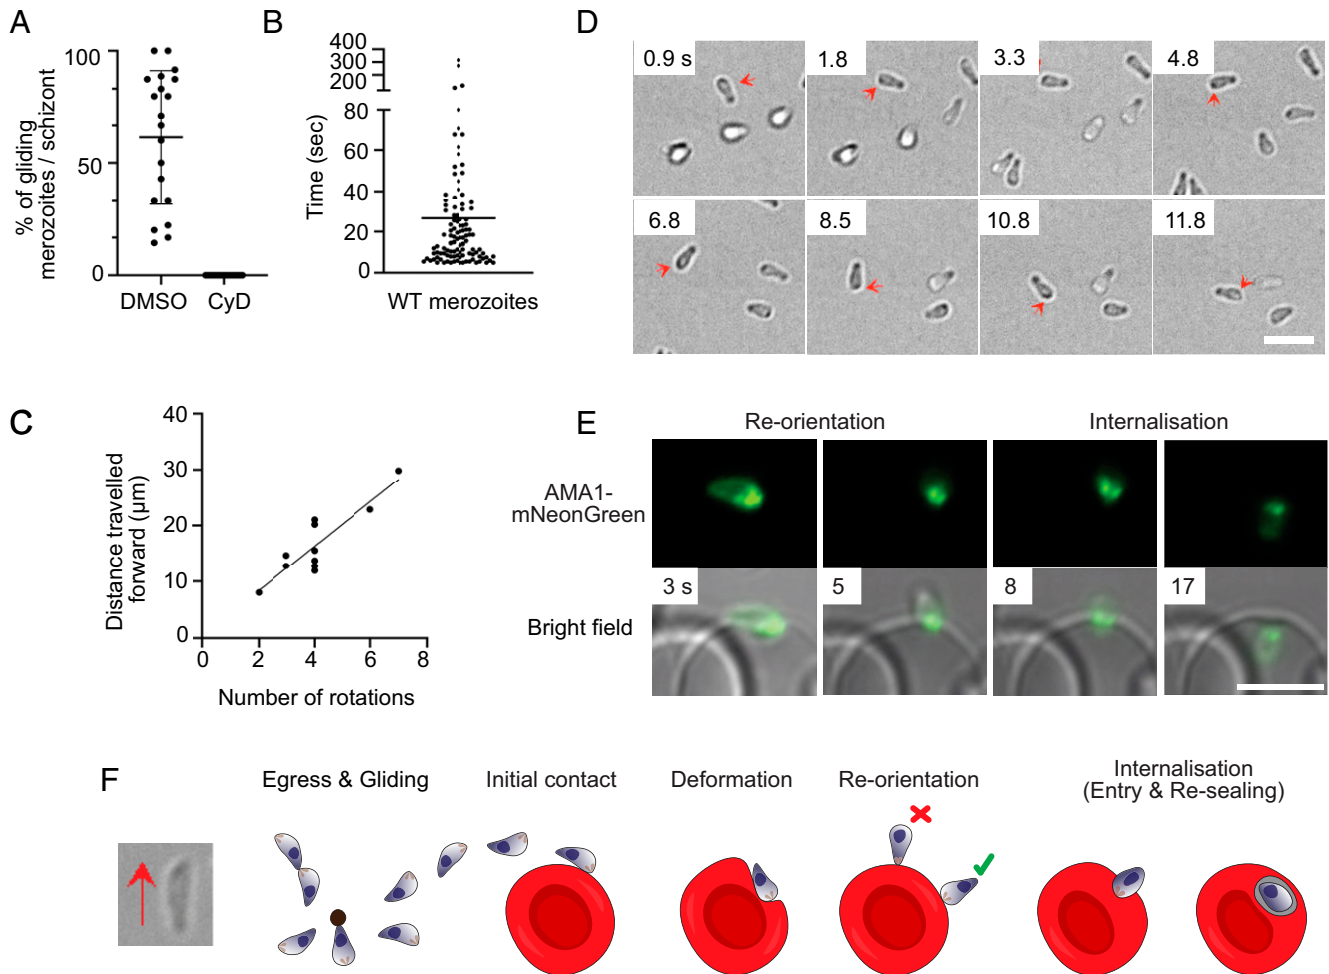 A
% of gliding
merozoites / schizont
100
50
0
DMSO
CyD
B
Time (sec)
400
300
200
80
60
40
20
0
WT merozoites
C
Distance travelled
forward (μm)
40
30
20
10
0
0
2
4
6
8
Number of rotations
D
0.9 s
1.8
3.3
4.8
6.8
8.5
10.8
11.8
E
Re-orientation
Internalisation
AMA1-
mNeonGreen
Bright field
3 s
5
8
17
F
Egress & Gliding
Initial contact
Deformation
Re-orientation
Internalisation
(Entry & Re-sealing)